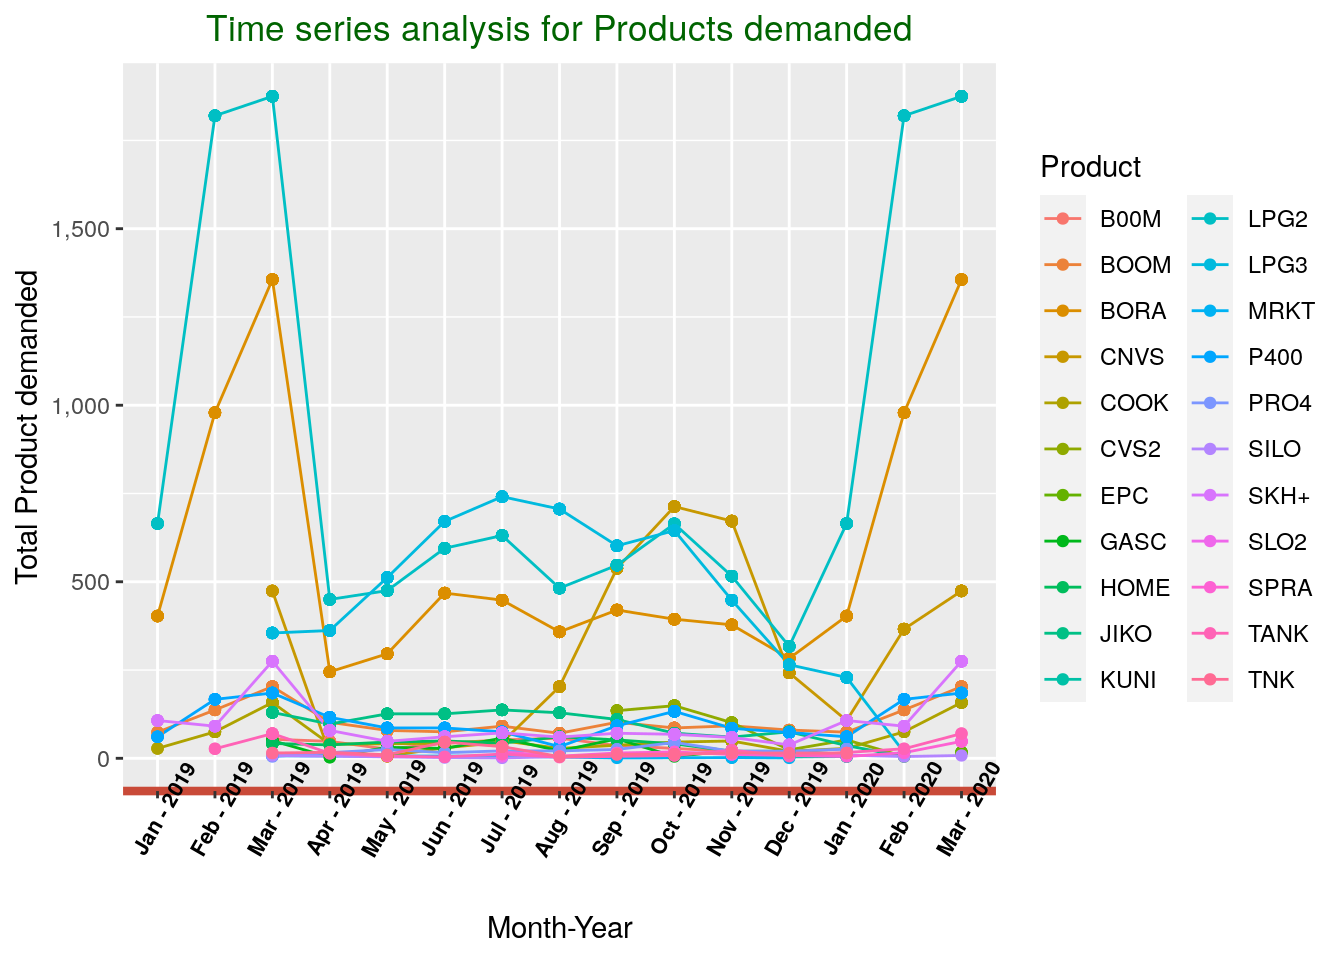 Time series analysis for Products demanded
Total Product demanded
1,500
1,000
500
0
Jan - 2019
Feb - 2019
Mar - 2019
Apr - 2019
May - 2019
Jun - 2019
Jul - 2019
Aug - 2019
Sep - 2019
Oct - 2019
Nov - 2019
Dec - 2019
Jan - 2020
Feb - 2020
Mar - 2020
Month-Year
Product
B00M
BOOM
BORA
CNVS
COOK
CVS2
EPC
GASC
HOME
JIKO
KUNI
LPG2
LPG3
MRKT
P400
PRO4
SILO
SKH+
SLO2
SPRA
TANK
TNK